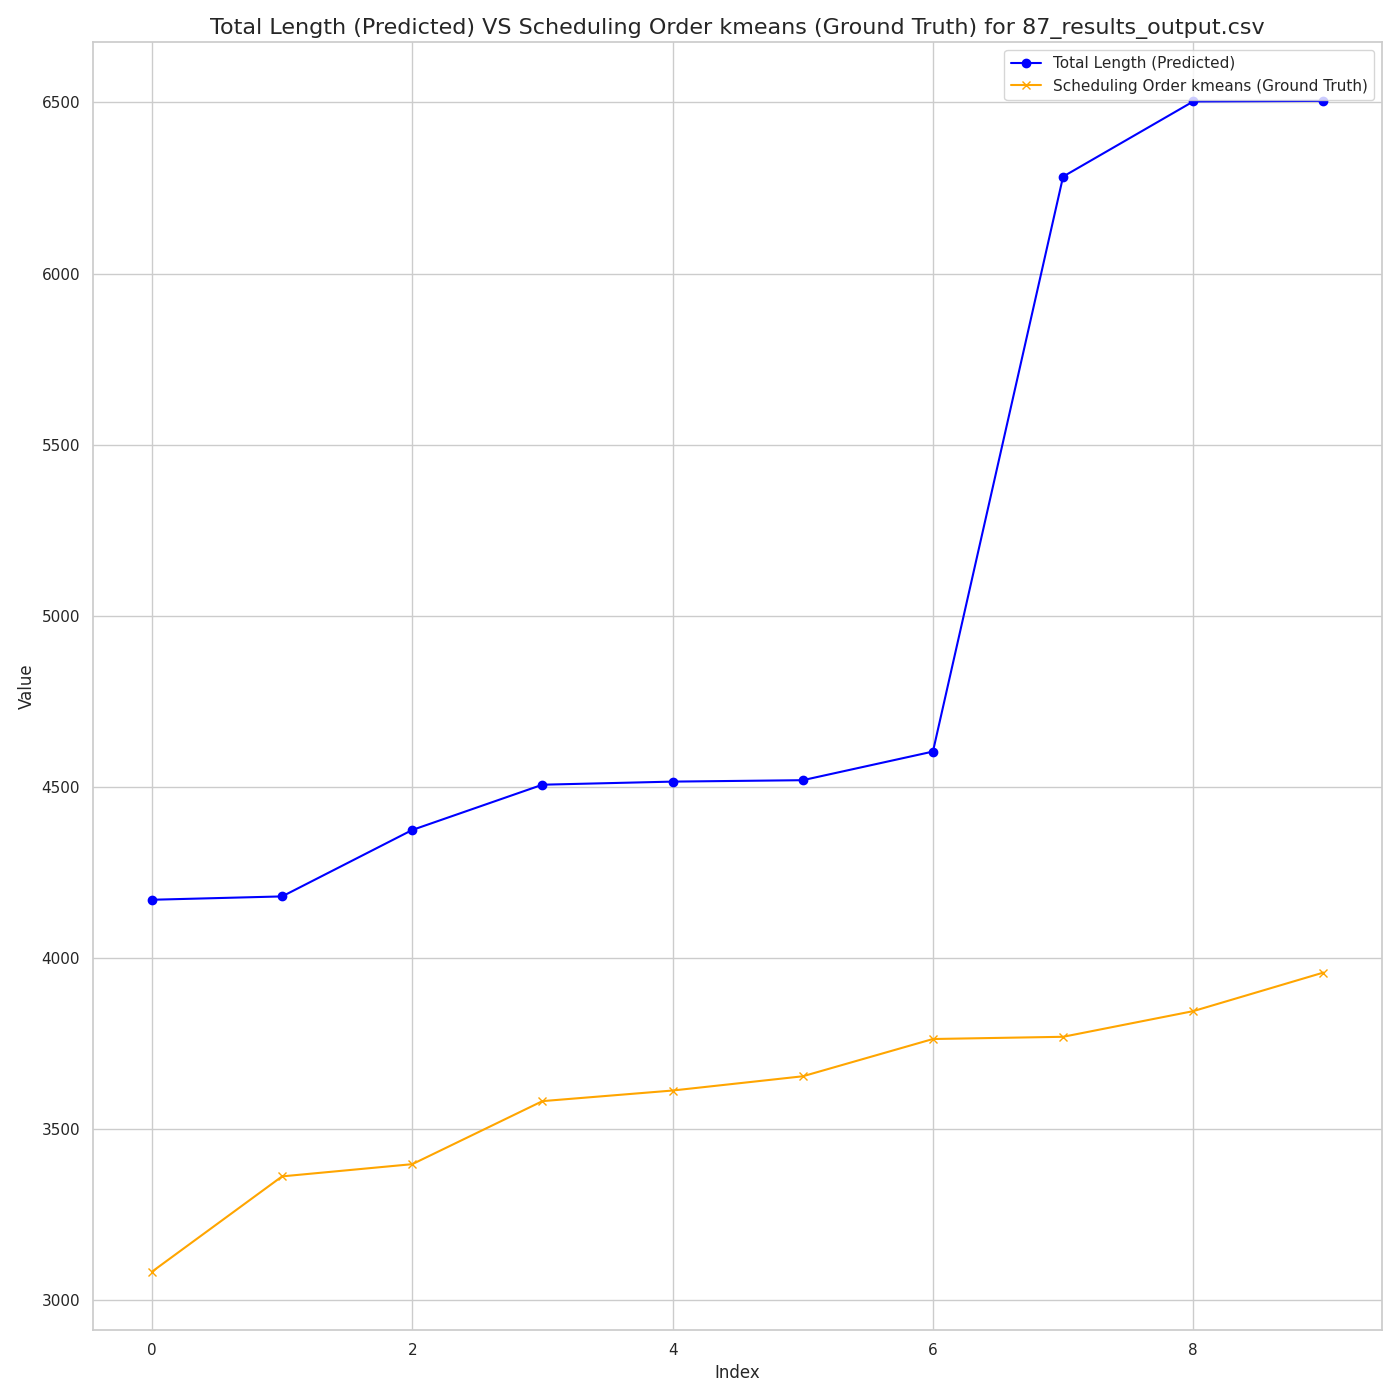 Total Length (Predicted) VS Scheduling Order kmeans (Ground Truth) for 87_results_output.csv
Total Length (Predicted)
Scheduling Order kmeans (Ground Truth)
6500
6000
5500
5000
4500
4000
3500
3000
Value
0 2 4 6 8
Index